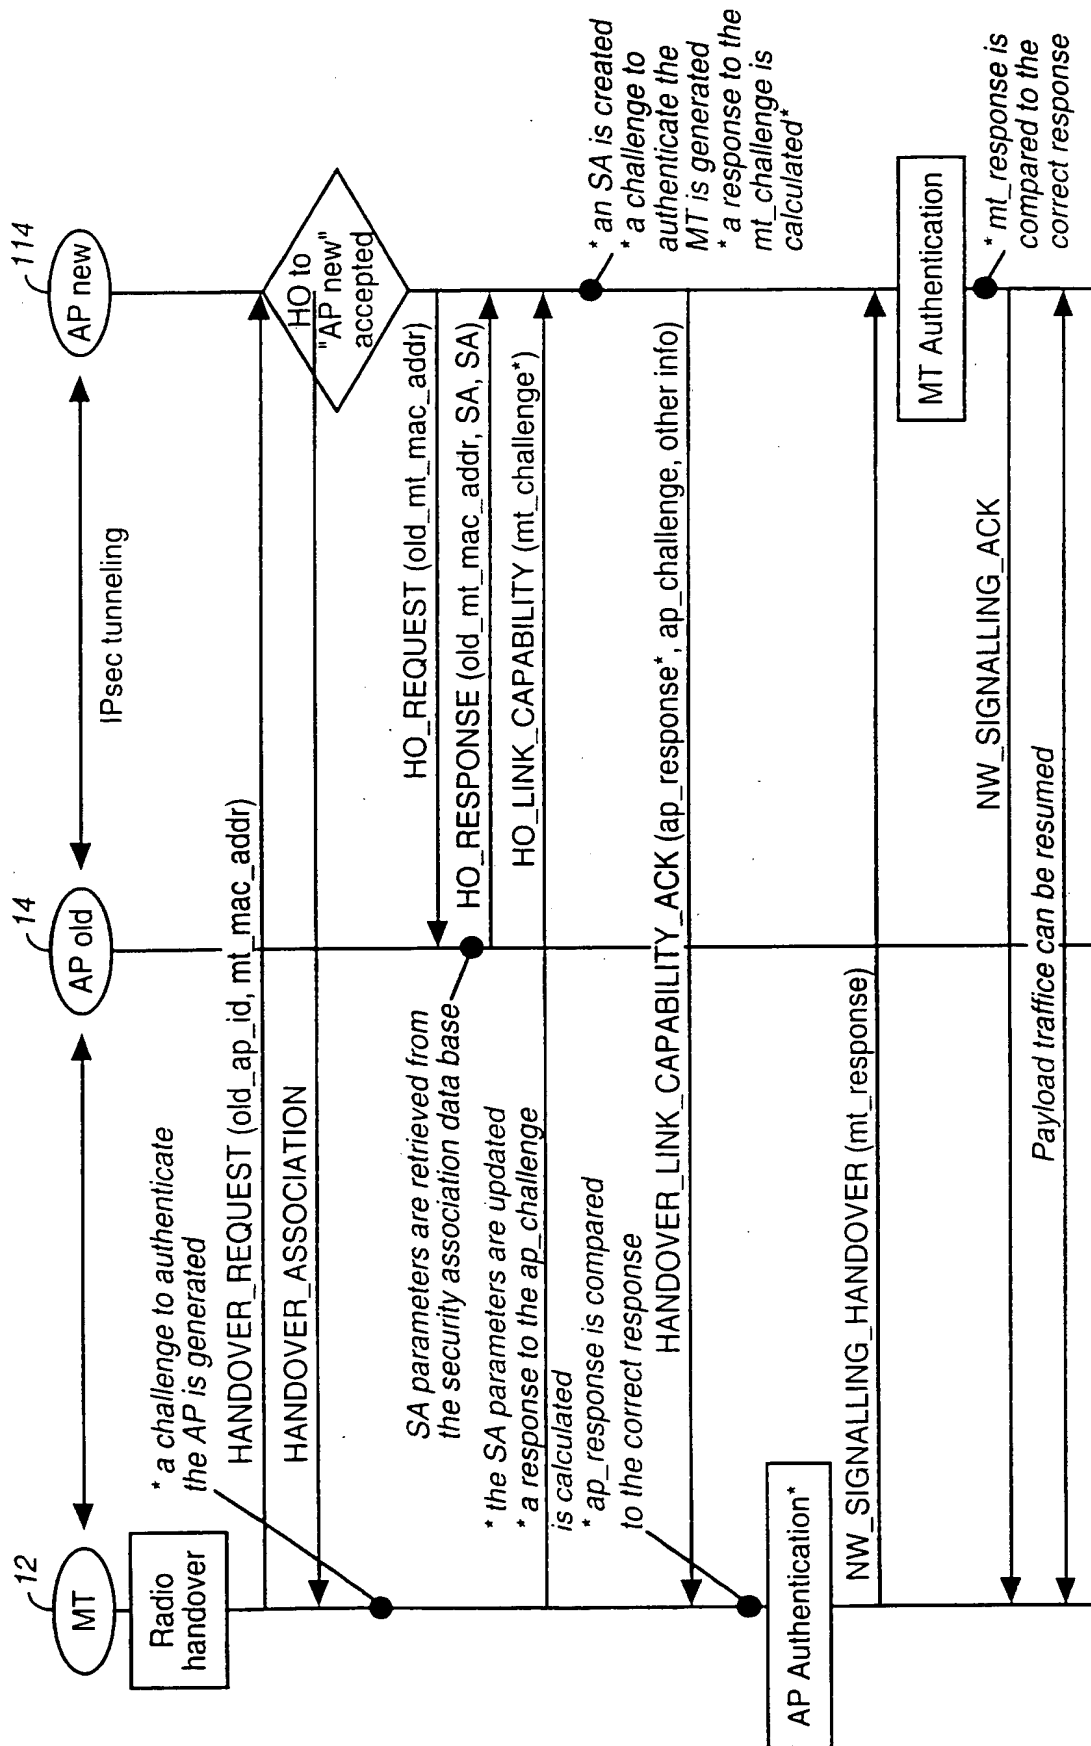 12
MT
14
AP old
114
AP new
IPsec tunneling
Radio
handover
* a challenge to authenticate
the AP is generated
HANDOVER_REQUEST (old_ap_id, mt_mac_addr)
HANDOVER_ASSOCIATION
HO to
"AP new"
accepted
HO_REQUEST (old_mt_mac_addr)
SA parameters are retrieved from
the security association data base
HO_RESPONSE (old_mt_mac_addr, SA, SA)
HO_LINK_CAPABILITY (mt_challenge*)
* an SA is created
* a challenge to
authenticate the
MT is generated
* a response to the
mt_challenge is
calculated*
* the SA parameters are updated
* a response to the ap_challenge
is calculated
* ap_response is compared
to the correct response
HANDOVER_LINK_CAPABILITY_ACK (ap_response*, ap_challenge, other info)
AP Authentication*
NW_SIGNALLING_HANDOVER (mt_response)
MT Authentication
* mt_response is
compared to the
correct response
NW_SIGNALLING_ACK
Payload traffice can be resumed